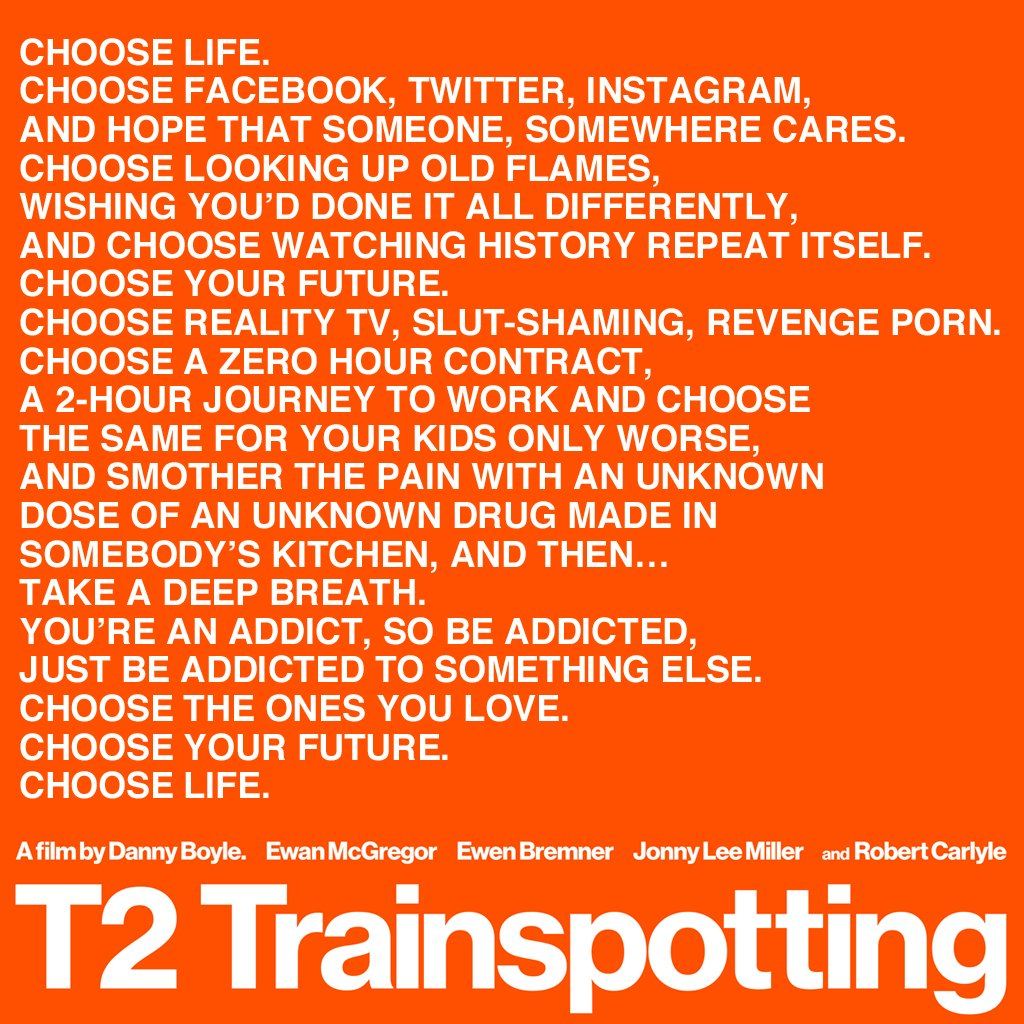 CHOOSE LIFE.
CHOOSE FACEBOOK, TWITTER, INSTAGRAM,
AND HOPE THAT SOMEONE, SOMEWHERE CARES.
CHOOSE LOOKING UP OLD FLAMES,
WISHING YOU’D DONE IT ALL DIFFERENTLY,
AND CHOOSE WATCHING HISTORY REPEAT ITSELF.
CHOOSE YOUR FUTURE.
CHOOSE REALITY TV, SLUT-SHAMING, REVENGE PORN.
CHOOSE A ZERO HOUR CONTRACT,
A 2-HOUR JOURNEY TO WORK AND CHOOSE
THE SAME FOR YOUR KIDS ONLY WORSE,
AND SMOTHER THE PAIN WITH AN UNKNOWN
DOSE OF AN UNKNOWN DRUG MADE IN
SOMEBODY’S KITCHEN, AND THEN…
TAKE A DEEP BREATH.
YOU’RE AN ADDICT, SO BE ADDICTED,
JUST BE ADDICTED TO SOMETHING ELSE.
CHOOSE THE ONES YOU LOVE.
CHOOSE YOUR FUTURE.
CHOOSE LIFE.
A film by Danny Boyle. Ewan McGregor Ewen Bremner Jonny Lee Miller and Robert Carlyle
T2 Trainspotting